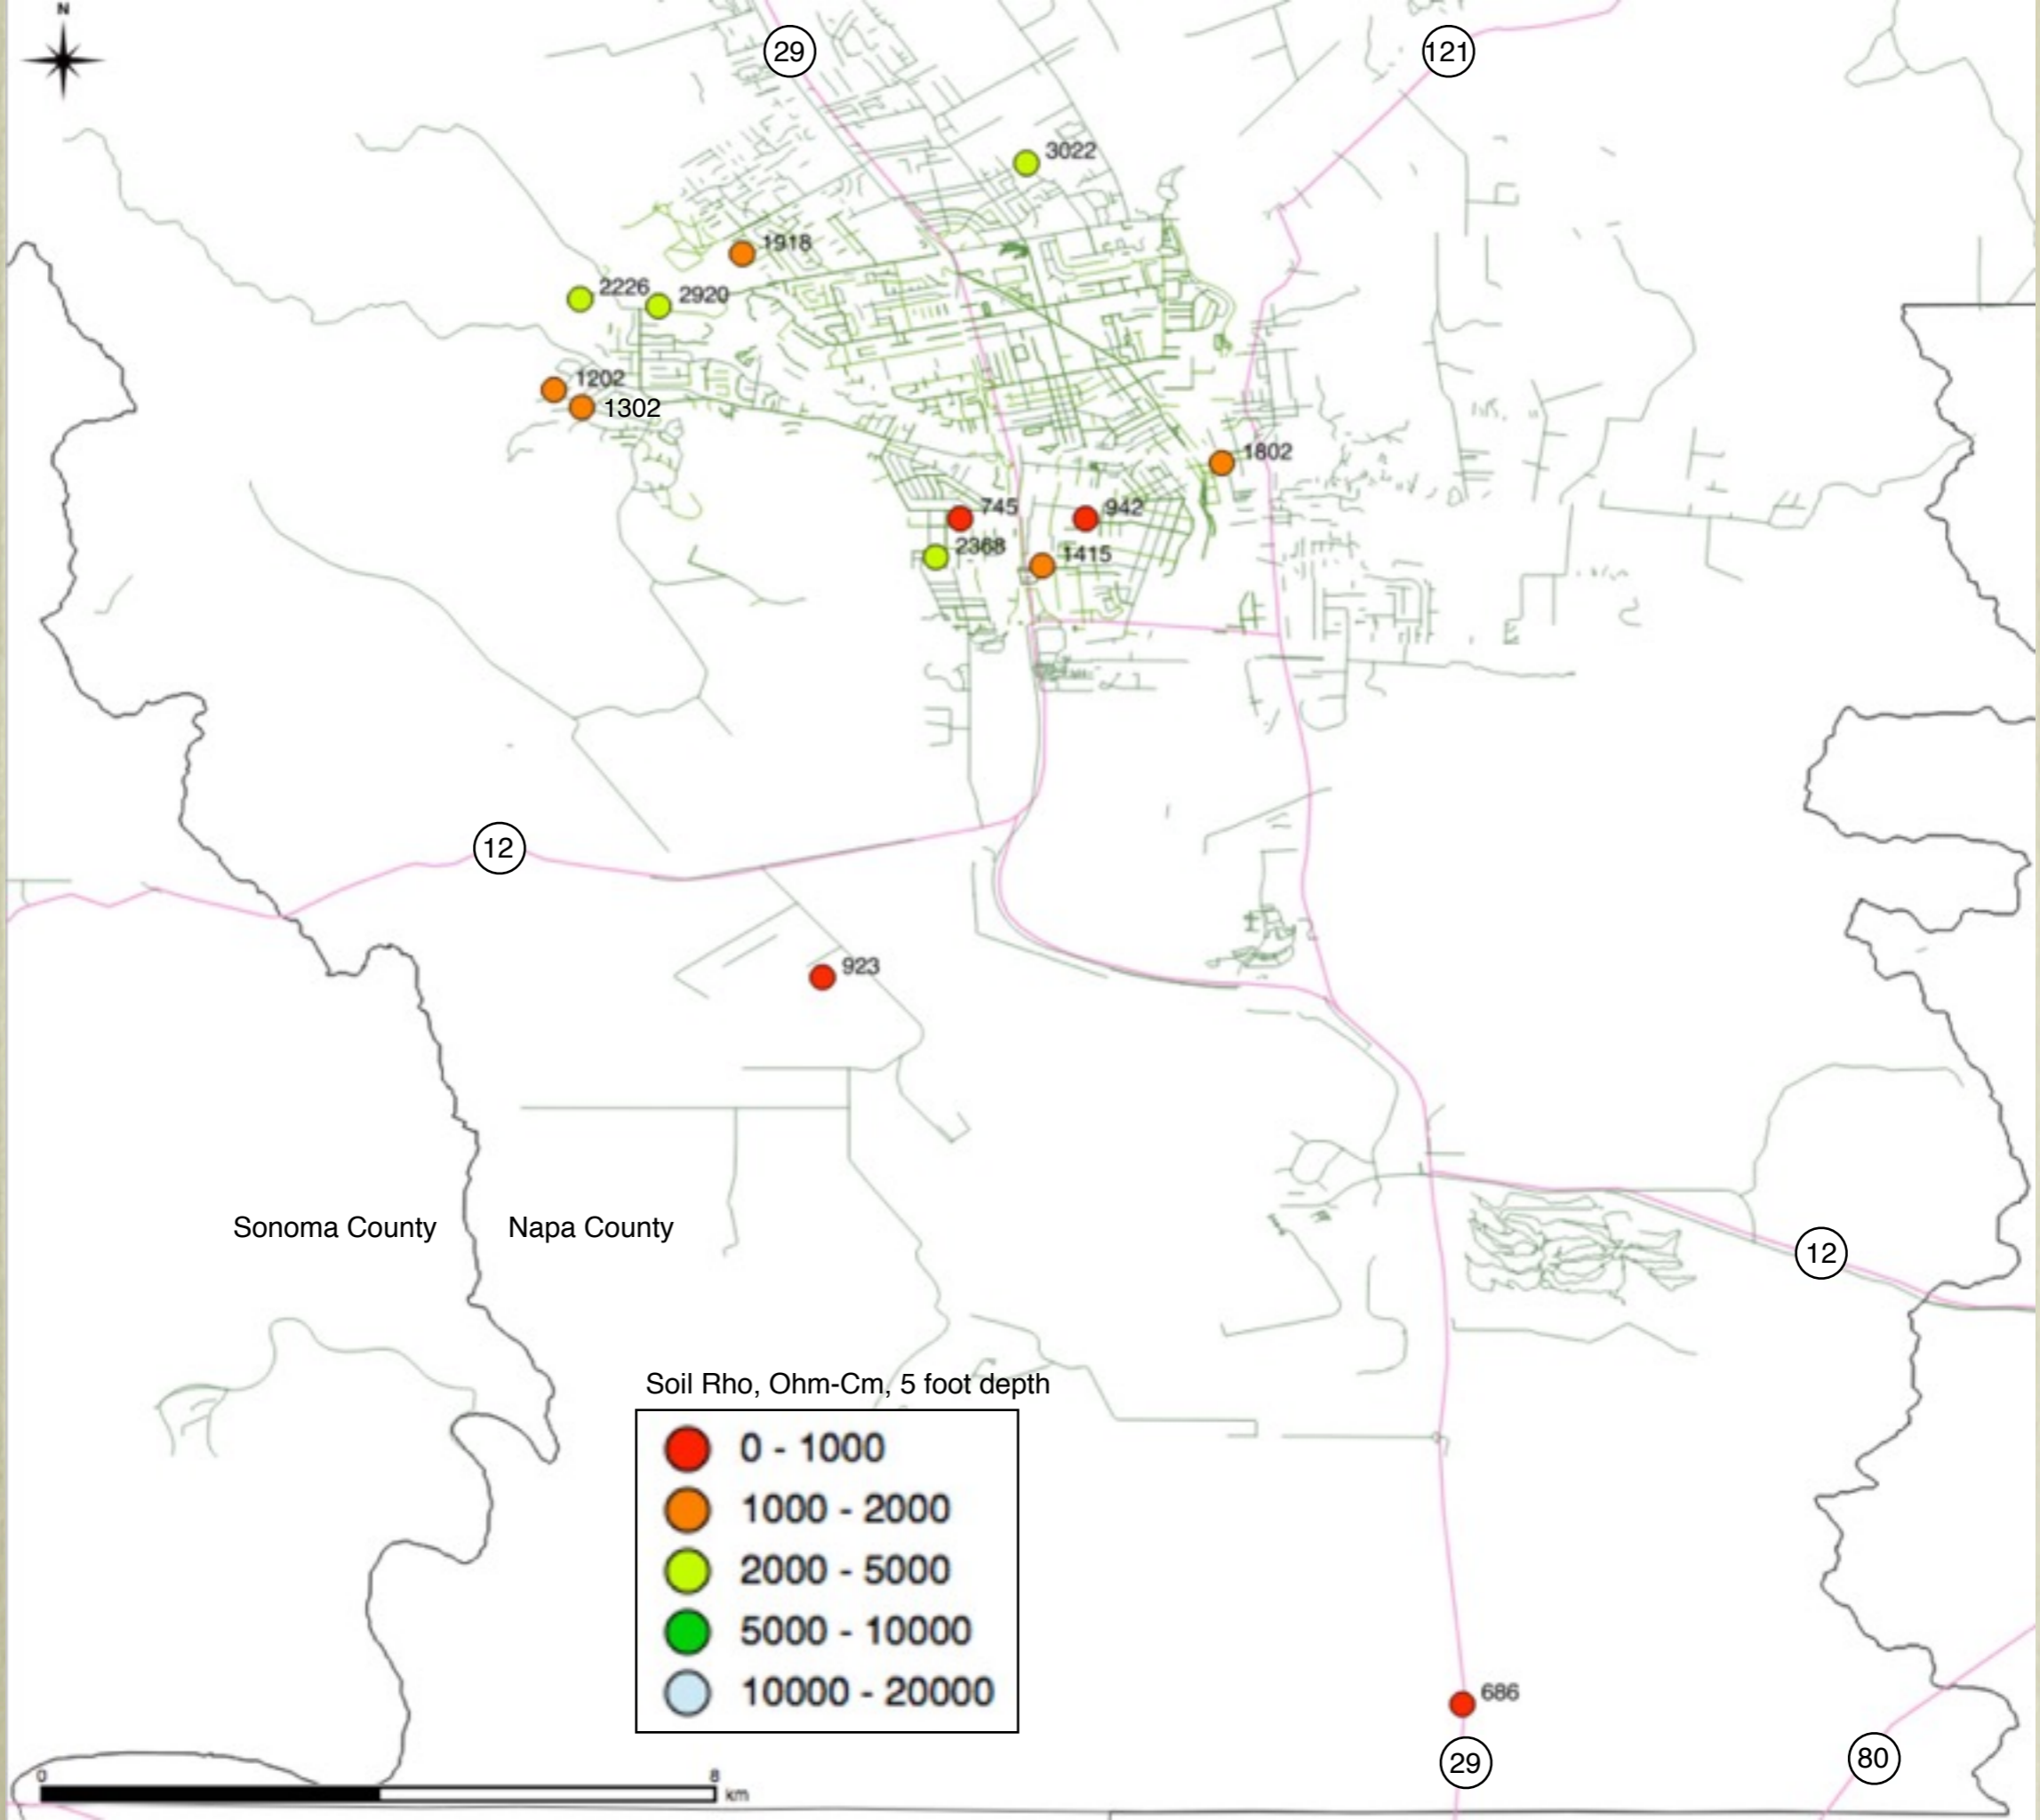 N
29
121
3022
1918
2226
2920
1202
1302
1802
745
942
2368
1415
12
923
Sonoma County
Napa County
12
Soil Rho, Ohm-Cm, 5 foot depth
0 - 1000
1000 - 2000
2000 - 5000
5000 - 10000
10000 - 20000
686
29
80
0
8
km